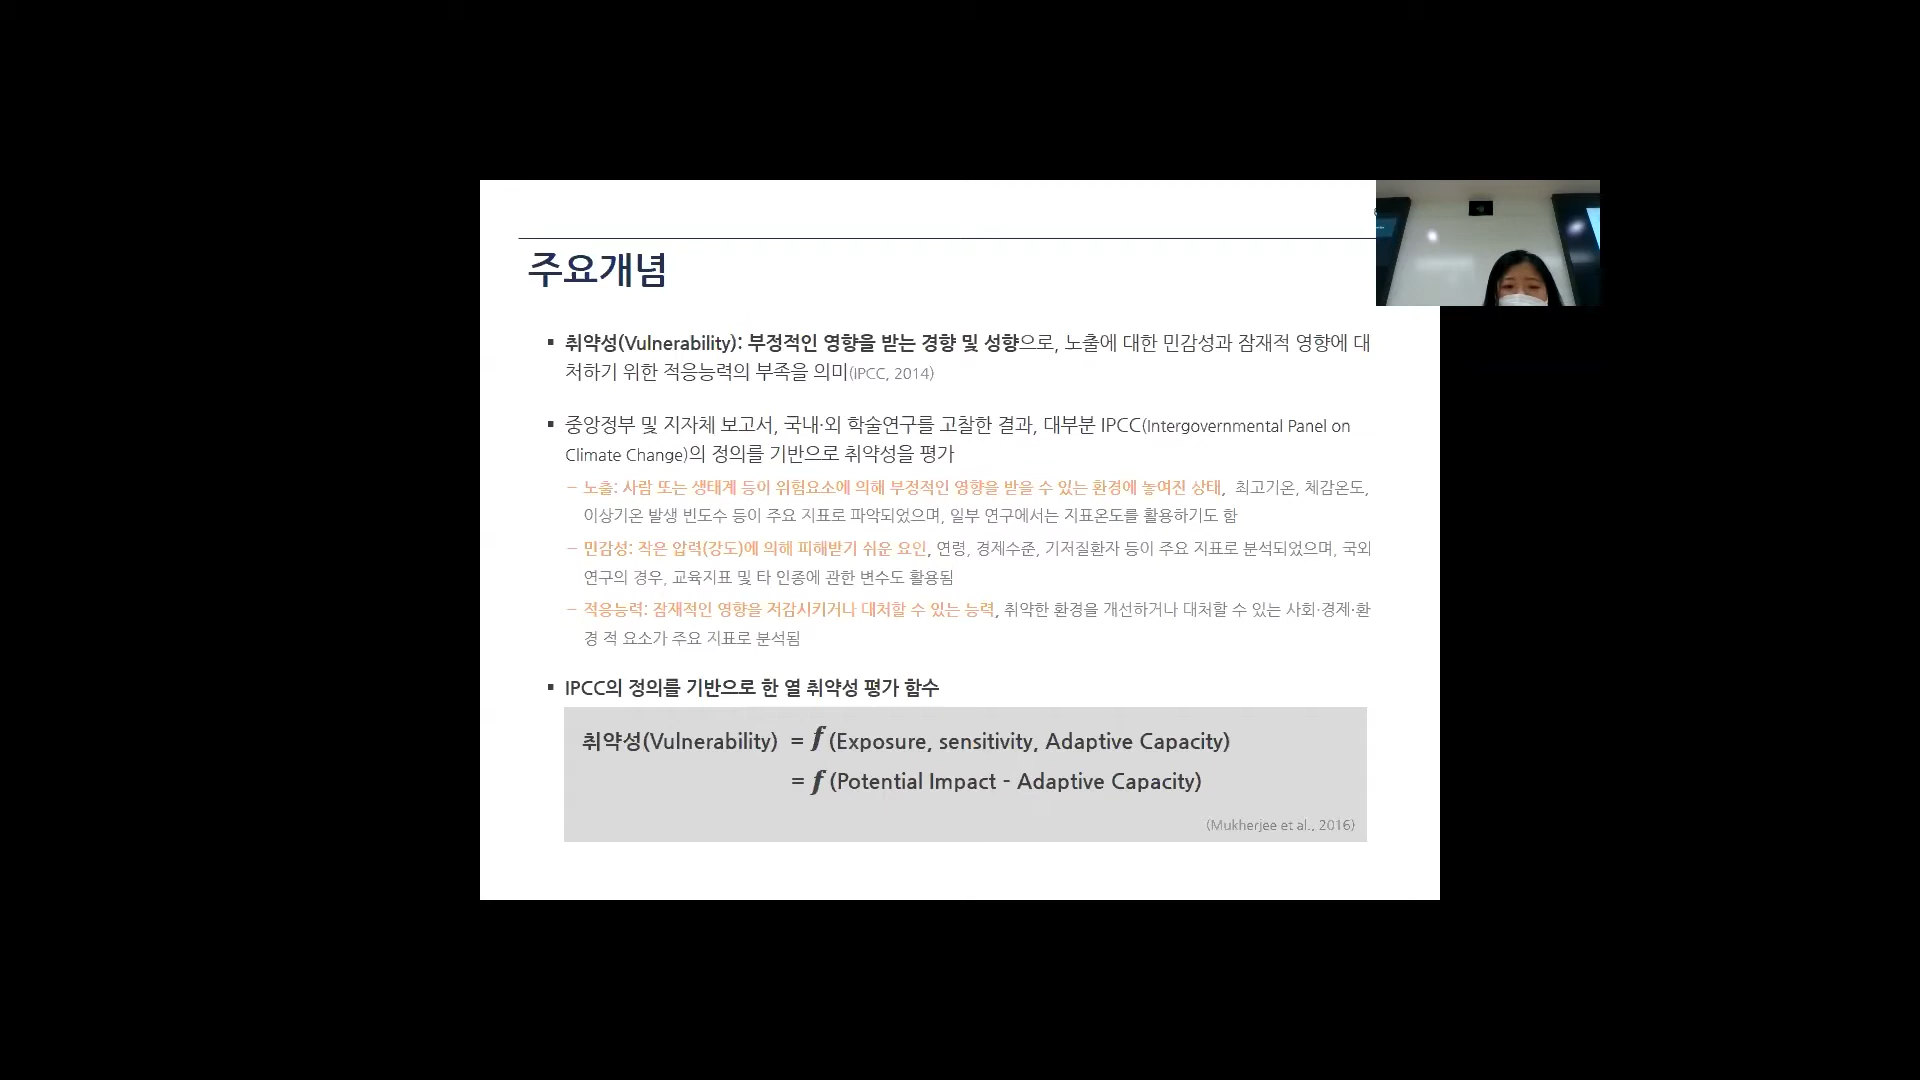 주요개념
▪ 취약성(Vulnerability): 부정적인 영향을 받는 경향 및 성향으로, 노출에 대한 민감성과 잠재적 영향에 대
처하기 위한 적응능력의 부족을 의미(IPCC, 2014)
▪ 중앙정부 및 지자체 보고서, 국내·외 학술연구를 고찰한 결과, 대부분 IPCC(Intergovernmental Panel on
Climate Change)의 정의를 기반으로 취약성을 평가
– 노출: 사람 또는 생태계 등이 위험요소에 의해 부정적인 영향을 받을 수 있는 환경에 놓여진 상태, 최고기온, 체감온도,
이상기온 발생 빈도수 등이 주요 지표로 파악되었으며, 일부 연구에서는 지표온도를 활용하기도 함
– 민감성: 작은 압력(강도)에 의해 피해받기 쉬운 요인, 연령, 경제수준, 기저질환자 등이 주요 지표로 분석되었으며, 국외
연구의 경우, 교육지표 및 타 인종에 관한 변수도 활용됨
– 적응능력: 잠재적인 영향을 저감시키거나 대처할 수 있는 능력, 취약한 환경을 개선하거나 대처할 수 있는 사회·경제·환
경 적 요소가 주요 지표로 분석됨
▪ IPCC의 정의를 기반으로 한 열 취약성 평가 함수
취약성(Vulnerability) = f (Exposure, sensitivity, Adaptive Capacity)
= f (Potential Impact - Adaptive Capacity)
(Mukherjee et al., 2016)